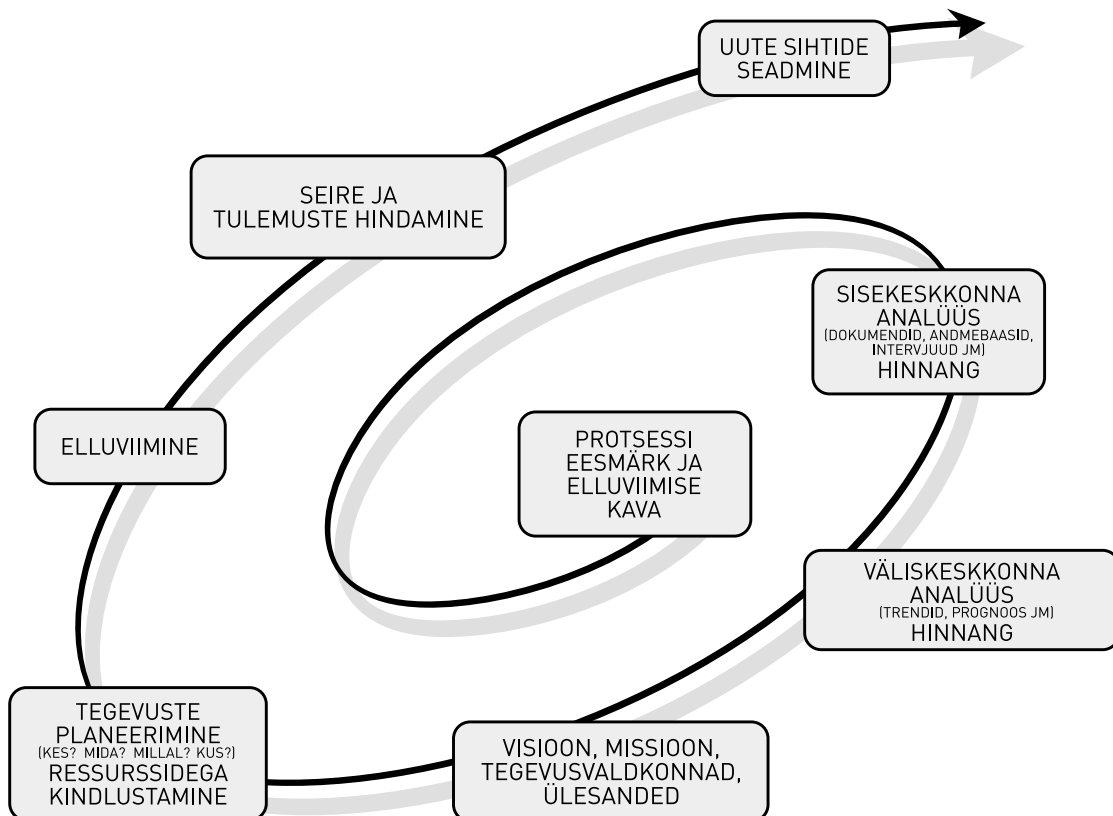 UUTE SIHTIDE
SEADMINE
SEIRE JA
TULEMUSTE HINDAMINE
SISEKESKKONNA
ANALÜÜS
(DOKUMENDID, ANDMEBAASID,
INTERVJUUD JM)
HINNANG
ELLUVIIMINE
PROTSESSI
EESMÄRK JA
ELLUVIIMISE
KAVA
VÄLISKESKKONNA
ANALÜÜS
(TRENDID, PROGNOOS JM)
HINNANG
TEGEVUSTE
PLANEERIMINE
(KES? MIDA? MILLAL? KUS?)
RESSURSSIDEGA
KINDLUSTAMINE
VISIOON, MISSIOON,
TEGEVUSVALDKONNAD,
ÜLESANDED